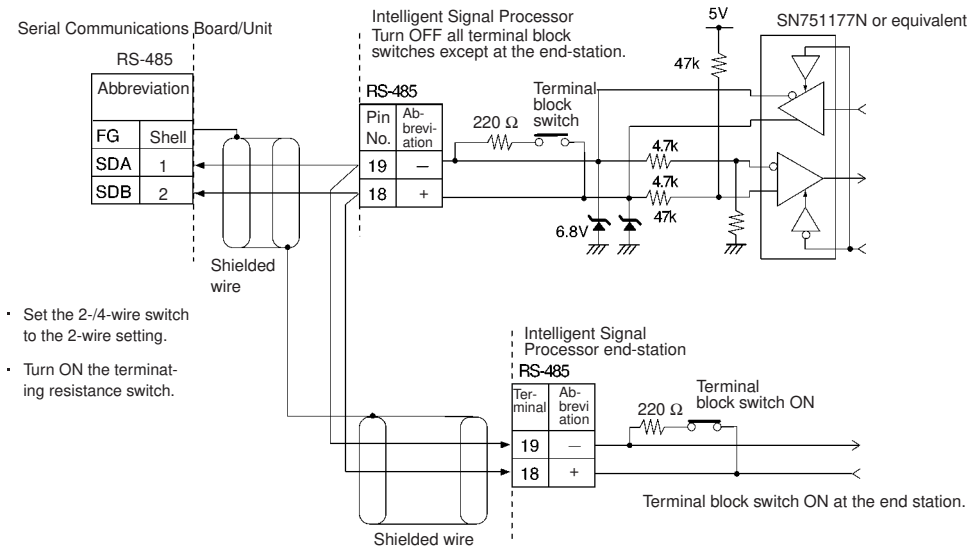 Serial Communications Board/Unit
RS-485
Abbreviation
FG Shell
SDA 1
SDB 2
Shielded
wire
· Set the 2-/4-wire switch
to the 2-wire setting.
· Turn ON the terminat-
ing resistance switch.
Intelligent Signal Processor
Turn OFF all terminal block
switches except at the end-station.
RS-485
Pin
No.
Ab-
brevi-
ation
19 –
18 +
220 Ω
Terminal
block
switch
5V
47k
4.7k
4.7k
47k
6.8V
SN751177N or equivalent
Intelligent Signal
Processor end-station
RS-485
Ter-
minal
Ab-
brevi
ation
19 –
18 +
220 Ω
Terminal
block switch ON
Terminal block switch ON at the end station.
Shielded wire